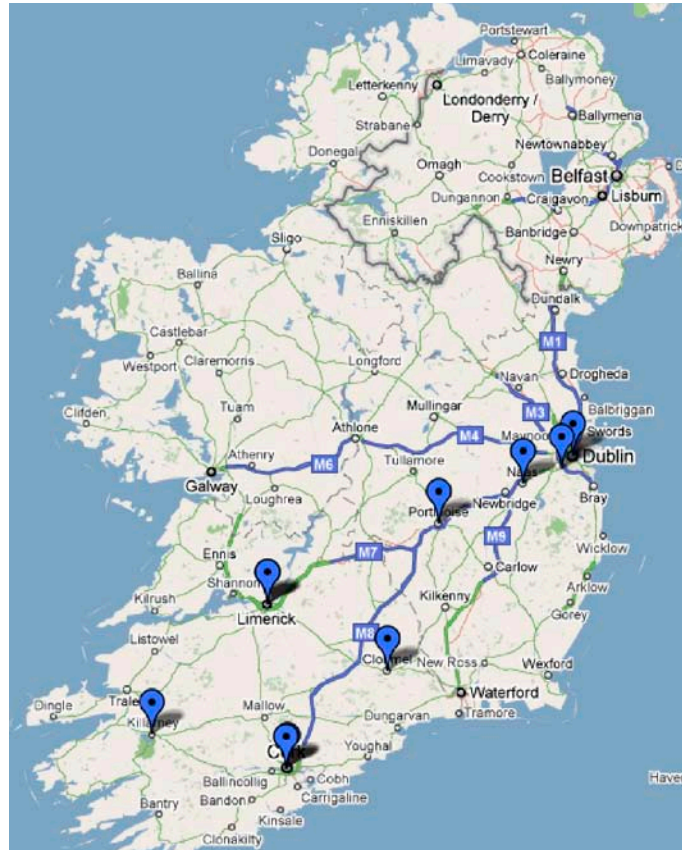 Portstewart
Coleraine
Limavady
Ballymoney
Letterkenny
Londonderry /
Derry
Ballymena
Strabane
Newtownabbey
Donegal
Omagh
Cookstown
Belfast
Lisburn
Dungannon
Craigavon
Enniskillen
Banbridge
Downpatrick
Sligo
Newry
Ballina
Dundalk
Castlebar
M1
Westport
Claremorris
Longford
Drogheda
Navan
M3
Balbriggan
Clifden
Tuam
Mullingar
Swords
Athlone
M4
Athenry
M6
Tullamore
Dublin
Galway
Naas
Loughrea
Newbridge
Bray
Portlaoise
M9
Wicklow
Ennis
M7
Carlow
Shannon
Arklow
Kilrush
Limerick
Kilkenny
Gorey
M8
Listowel
Clonmel
New Ross
Wexford
Dingle
Waterford
Killarney
Mallow
Tramore
Dungarvan
Cork
Youghal
Ballincollig
Cobh
Bantry
Bandon
Carrigaline
Kinsale
Clonakilty
Haver